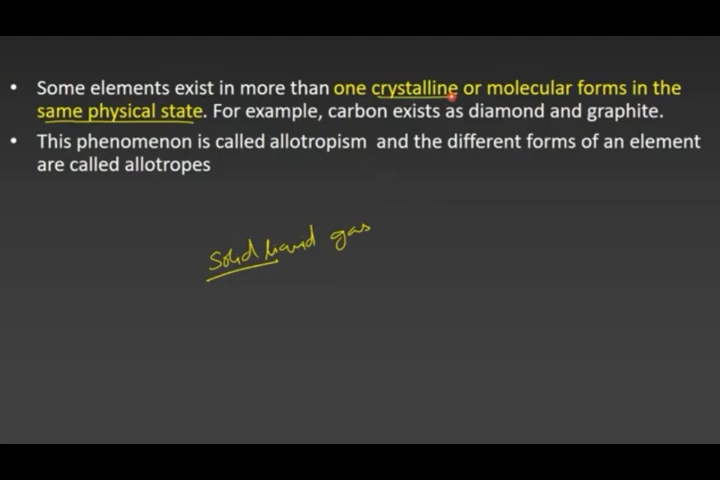 • Some elements exist in more than one crystalline or molecular forms in the
same physical state. For example, carbon exists as diamond and graphite.
• This phenomenon is called allotropism and the different forms of an element
are called allotropes
Solid gas